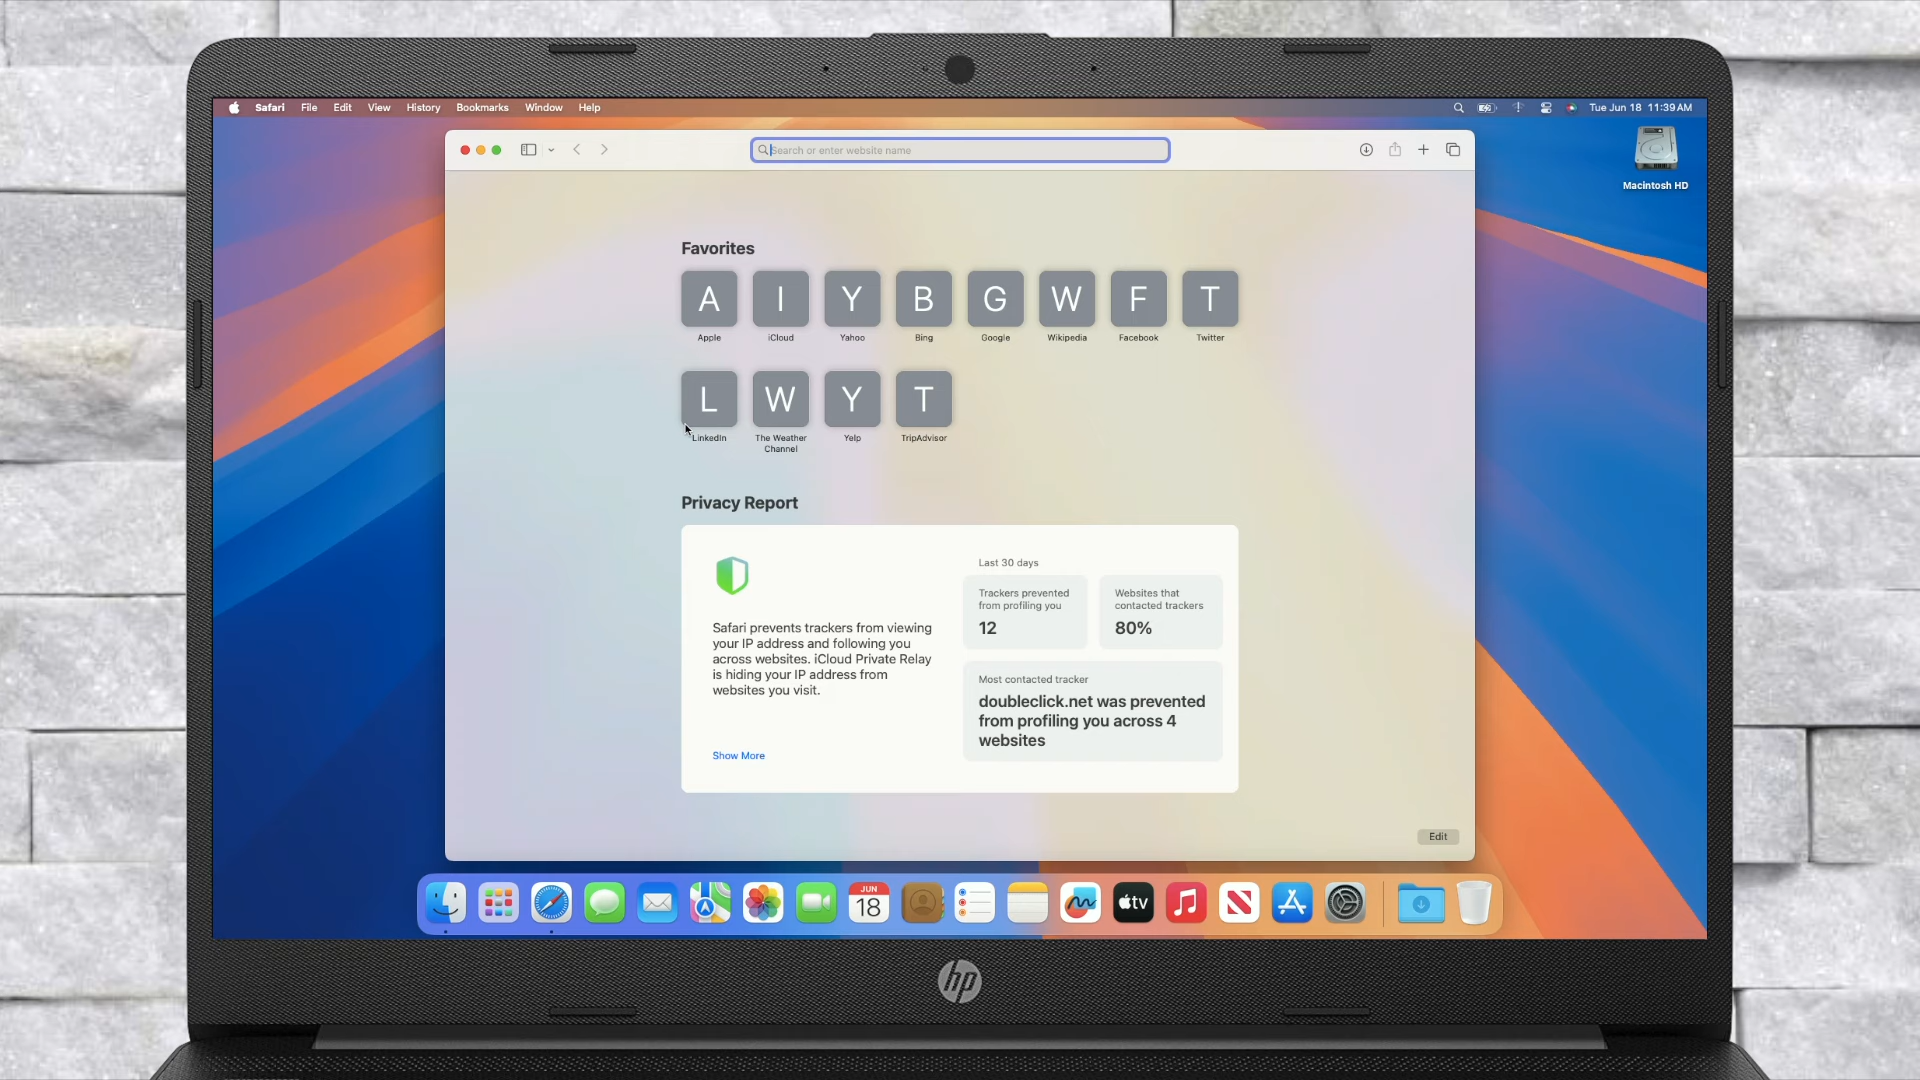 Safari File Edit View History Bookmarks Window Help
Tue Jun 18 11:39 AM
Search or enter website name
Macintosh HD
Favorites
A I Y B G W F T
Apple iCloud Yahoo Bing Google Wikipedia Facebook Twitter
L W Y T
LinkedIn The Weather Yelp TripAdvisor
Channel
Privacy Report
Last 30 days
Trackers prevented
from profiling you
12
Websites that
contacted trackers
80%
Safari prevents trackers from viewing
your IP address and following you
across websites. iCloud Private Relay
is hiding your IP address from
websites you visit.
Most contacted tracker
doubleclick.net was prevented
from profiling you across 4
websites
Show More
Edit
JUN
18
tv
hp